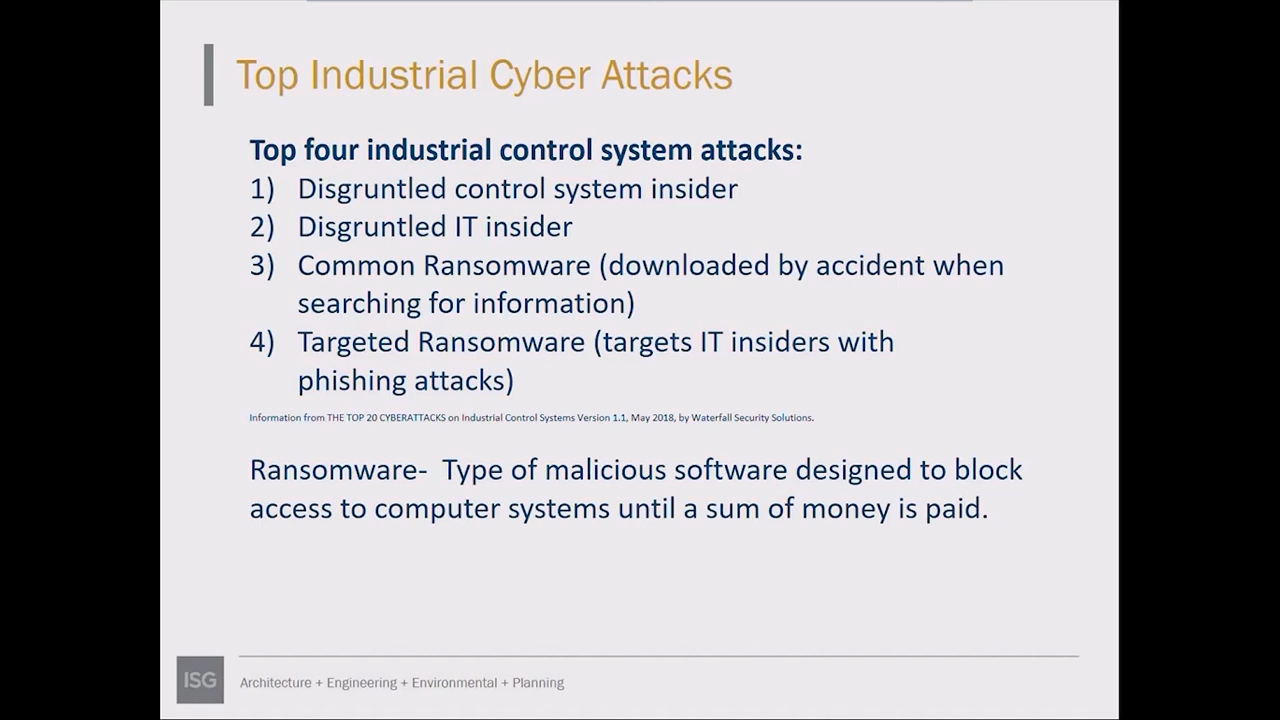 Top Industrial Cyber Attacks
Top four industrial control system attacks:
1) Disgruntled control system insider
2) Disgruntled IT insider
3) Common Ransomware (downloaded by accident when
searching for information)
4) Targeted Ransomware (targets IT insiders with
phishing attacks)
Information from THE TOP 20 CYBERATTACKS on Industrial Control Systems Version 1.1, May 2018, by Waterfall Security Solutions.
Ransomware- Type of malicious software designed to block
access to computer systems until a sum of money is paid.
ISG
Architecture + Engineering + Environmental + Planning